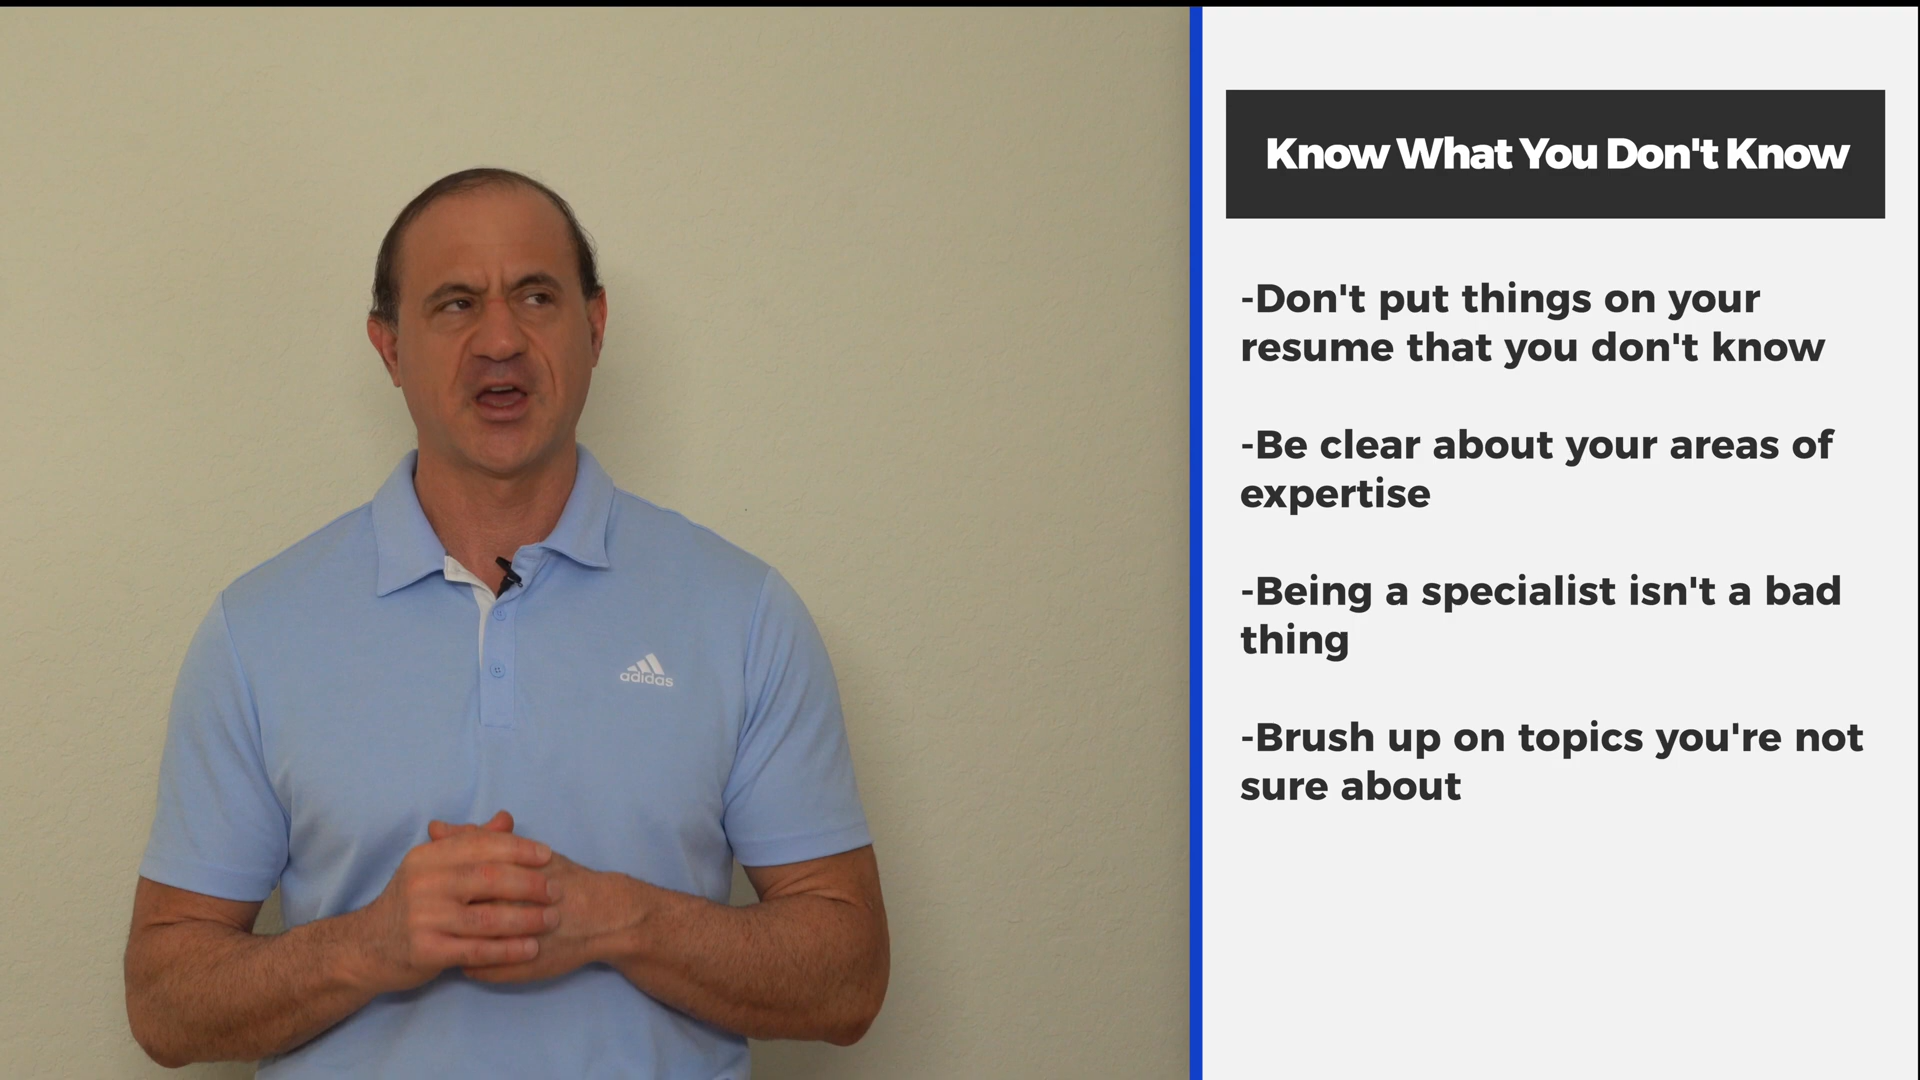 Know What You Don't Know
-Don't put things on your
resume that you don't know
-Be clear about your areas of
expertise
-Being a specialist isn't a bad
thing
-Brush up on topics you're not
sure about
adidas